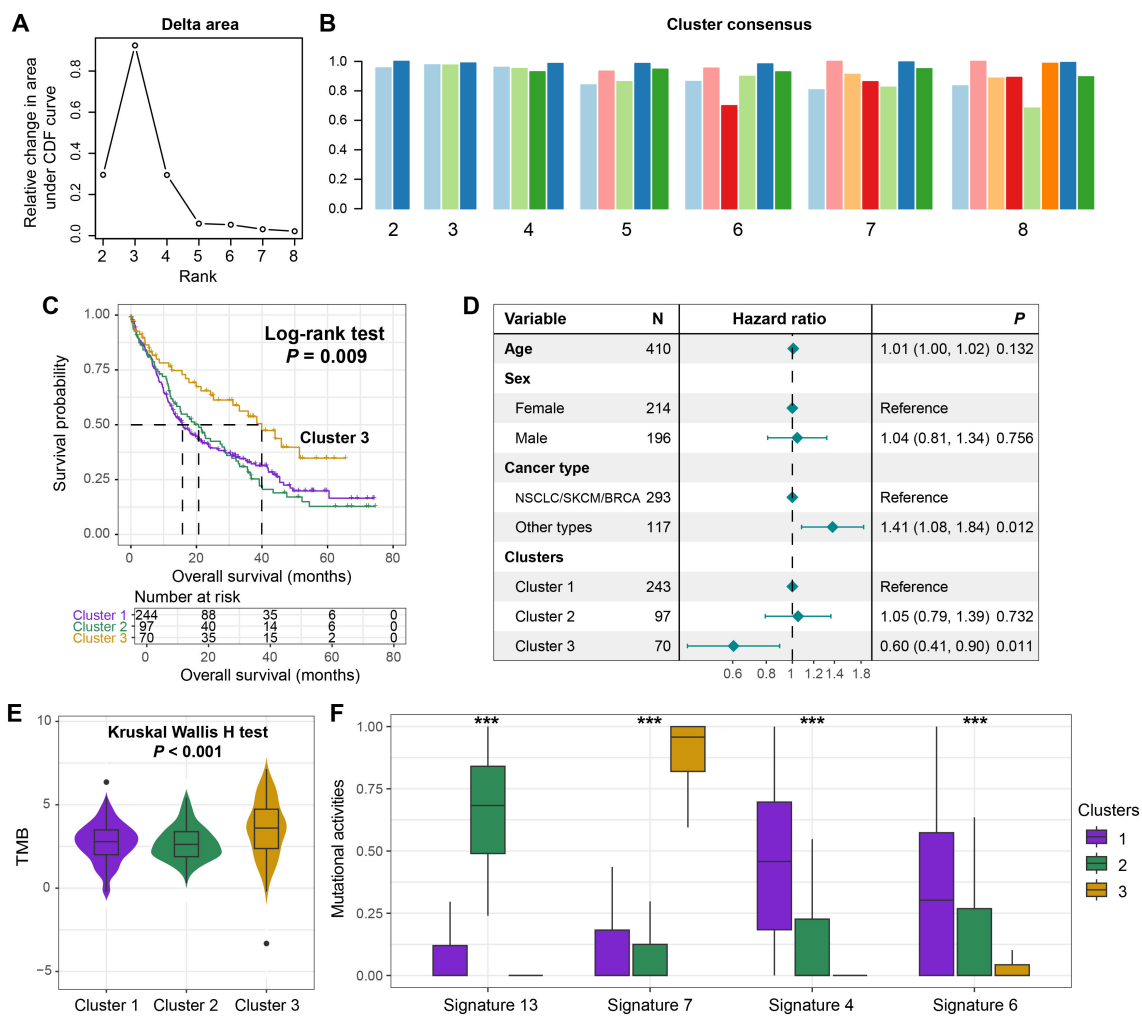 A
Delta area
Relative change in area
under CDF curve
0.8
0.6
0.4
0.2
0.0
2 3 4 5 6 7 8
Rank
B
Cluster consensus
1.0
0.8
0.6
0.4
0.2
0.0
2 3 4 5 6 7 8
C
Survival probability
1.00
0.75
0.50
0.25
0.00
Log-rank test
P = 0.009
Cluster 3
0 20 40 60 80
Overall survival (months)
Number at risk
Cluster 1 244 88 35 6 0
Cluster 2 97 40 14 6 0
Cluster 3 70 35 15 2 0
0 20 40 60 80
Overall survival (months)
D
Variable N Hazard ratio P
Age 410 1.01 (1.00, 1.02) 0.132
Sex
Female 214 Reference
Male 196 1.04 (0.81, 1.34) 0.756
Cancer type
NSCLC/SKCM/BRCA 293 Reference
Other types 117 1.41 (1.08, 1.84) 0.012
Clusters
Cluster 1 243 Reference
Cluster 2 97 1.05 (0.79, 1.39) 0.732
Cluster 3 70 0.60 (0.41, 0.90) 0.011
0.6 0.8 1 1.2 1.4 1.8
E
TMB
10
5
0
−5
Kruskal Wallis H test
P < 0.001
Cluster 1 Cluster 2 Cluster 3
F
Mutational activities
1.00
0.75
0.50
0.25
0.00
*** *** *** ***
Signature 13 Signature 7 Signature 4 Signature 6
Clusters
1
2
3